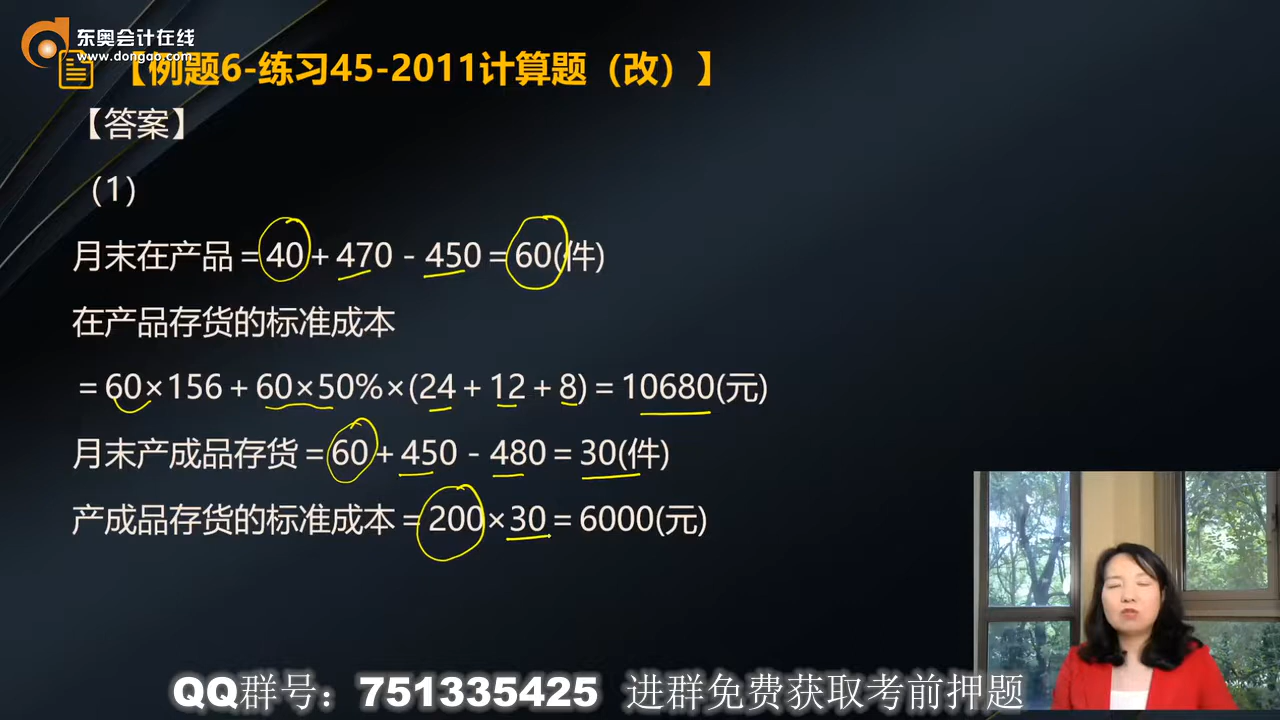 东奥会计在线
www.dongao.com
【例题6-练习45-2011计算题（改）】
【答案】
（1）
月末在产品＝40＋470－450＝60(件)
在产品存货的标准成本
＝60×156＋60×50%×(24＋12＋8)＝10680(元)
月末产成品存货＝60＋450－480＝30(件)
产成品存货的标准成本＝200×30＝6000(元)
QQ群号：751335425 进群免费获取考前押题